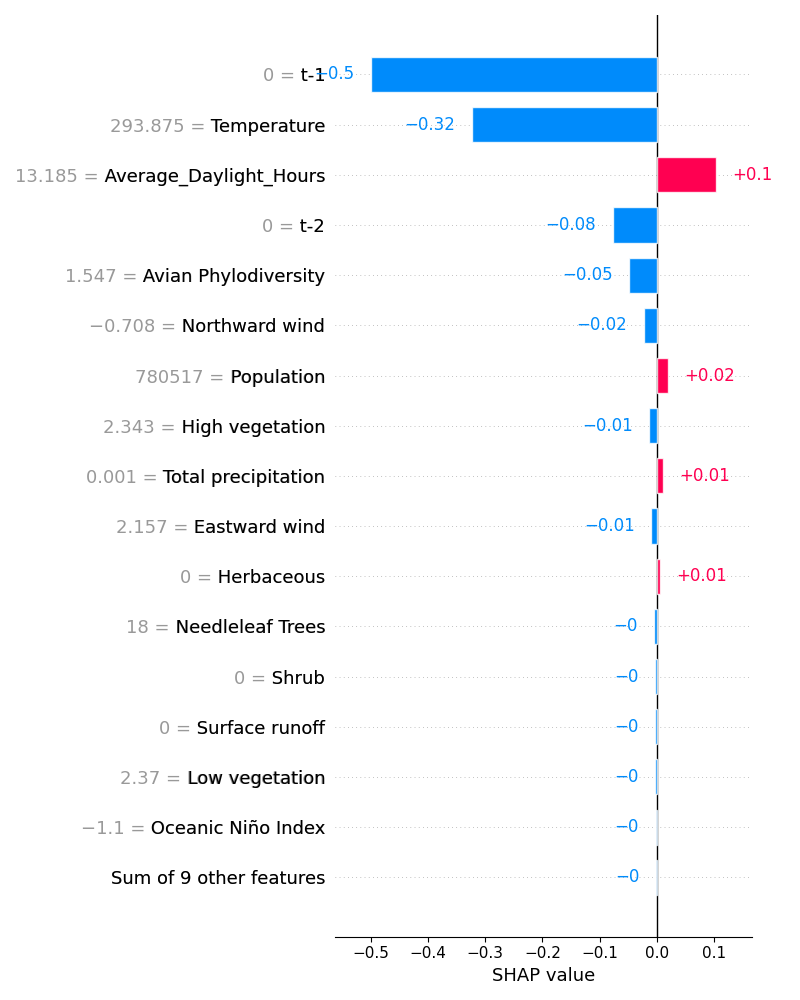 0 = t-1 −0.5
293.875 = Temperature −0.32
13.185 = Average_Daylight_Hours +0.1
0 = t-2 −0.08
1.547 = Avian Phylodiversity −0.05
−0.708 = Northward wind −0.02
780517 = Population +0.02
2.343 = High vegetation −0.01
0.001 = Total precipitation +0.01
2.157 = Eastward wind −0.01
0 = Herbaceous +0.01
18 = Needleleaf Trees −0
0 = Shrub −0
0 = Surface runoff −0
2.37 = Low vegetation −0
−1.1 = Oceanic Niño Index −0
Sum of 9 other features −0
−0.5 −0.4 −0.3 −0.2 −0.1 0.0 0.1
SHAP value